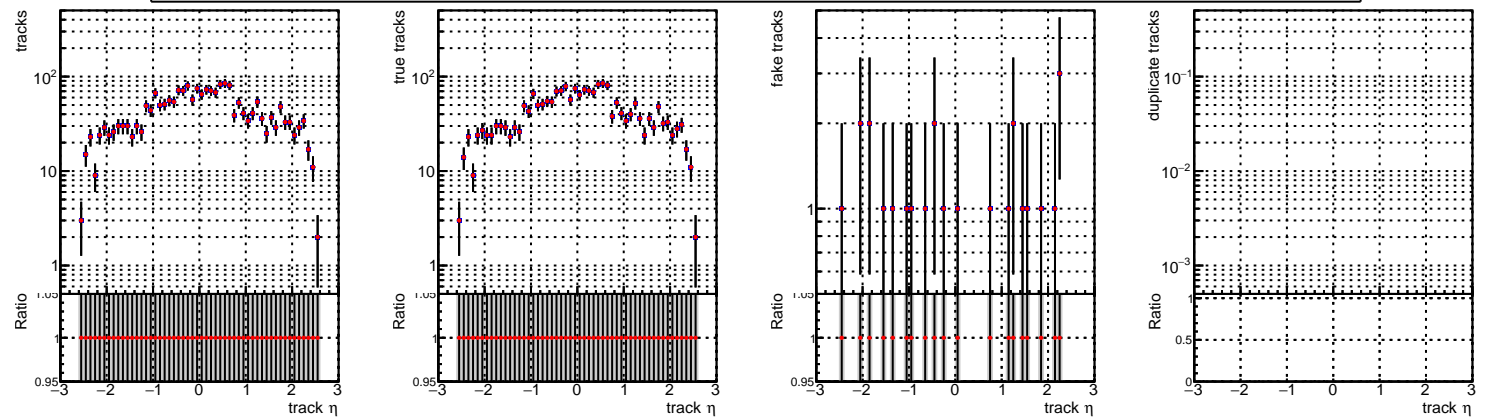 tracks
10²
10
1
Ratio
1.05
1
0.95
−3 −2 −1 0 1 2 3
track η
true tracks
10²
10
1
Ratio
1.05
1
0.95
−3 −2 −1 0 1 2 3
track η
fake tracks
1
Ratio
1.05
1
0.95
−3 −2 −1 0 1 2 3
track η
duplicate tracks
10⁻¹
10⁻²
10⁻³
Ratio
1
0.5
0
−3 −2 −1 0 1 2 3
track η